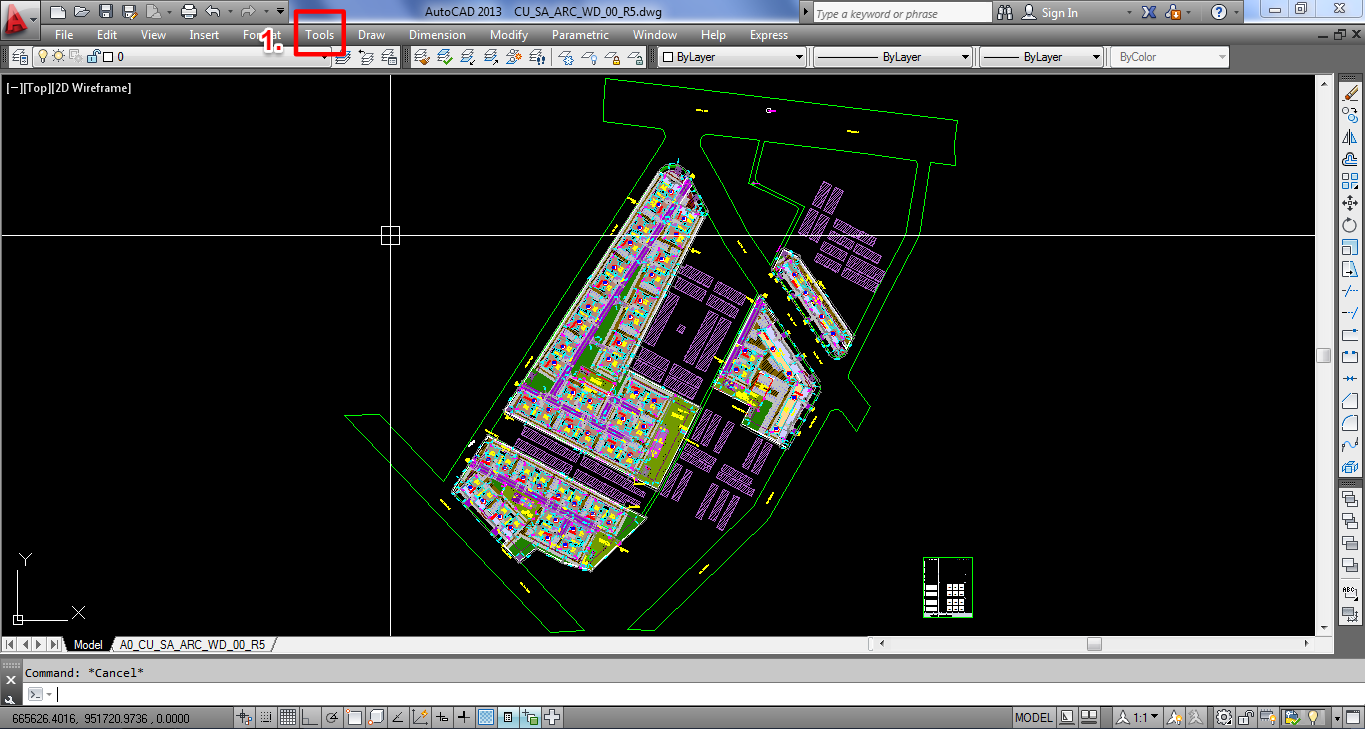 AutoCAD 2013 CU_SA_ARC_WD_00_R5.dwg
Type a keyword or phrase
Sign In
File Edit View Insert Format Tools Draw Dimension Modify Parametric Window Help Express
1.
0
ByLayer
ByLayer
ByLayer
ByColor
[−][Top][2D Wireframe]
Y
X
ABC
Model A0_CU_SA_ARC_WD_00_R5
Command: *Cancel*
665626.4016, 951720.9736 , 0.0000
MODEL
1:1